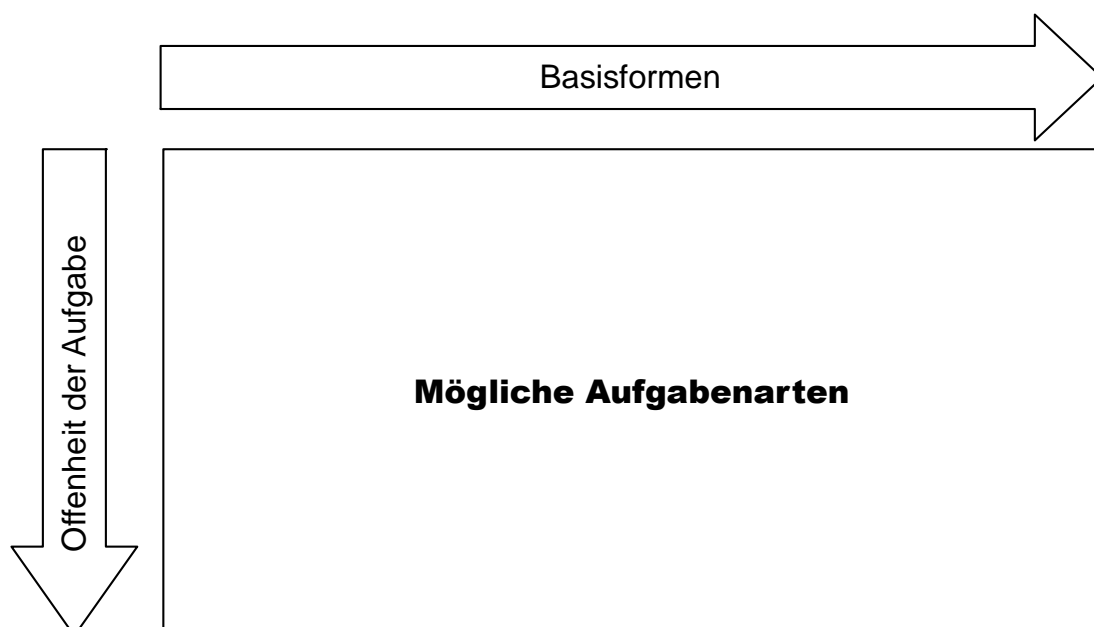 Basisformen
Offenheit der Aufgabe
Mögliche Aufgabenarten